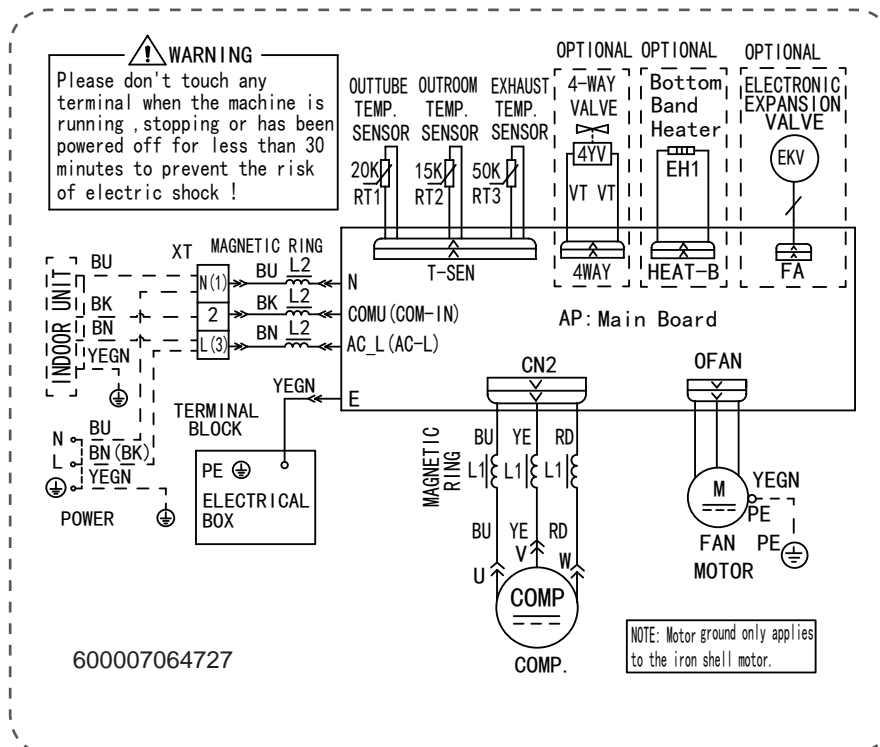 WARNING
Please don't touch any
terminal when the machine is
running ,stopping or has been
powered off for less than 30
minutes to prevent the risk
of electric shock !
OUTTUBE OUTROOM EXHAUST
TEMP. TEMP. TEMP.
SENSOR SENSOR SENSOR
20K 15K 50K
RT1 RT2 RT3
T-SEN
OPTIONAL OPTIONAL OPTIONAL
4-WAY
VALVE
4YV
VT VT
4WAY
Bottom
Band
Heater
EH1
HEAT-B
ELECTRONIC
EXPANSION
VALVE
EKV
FA
INDOOR UNIT
BU
BK
BN
YEGN
XT
MAGNETIC RING
N(1) BU L2 N
2 BK L2 COMU(COM-IN)
L(3) BN L2 AC_L(AC-L)
YEGN E
AP: Main Board
TERMINAL
BLOCK
N BU
L BN(BK)
YEGN
POWER
PE
ELECTRICAL
BOX
CN2
MAGNETIC
RING
BU YE RD
L1 L1 L1
BU YE RD
U V W
COMP
COMP.
OFAN
M
YEGN
PE
FAN
MOTOR
PE
NOTE: Motor ground only applies
to the iron shell motor.
600007064727